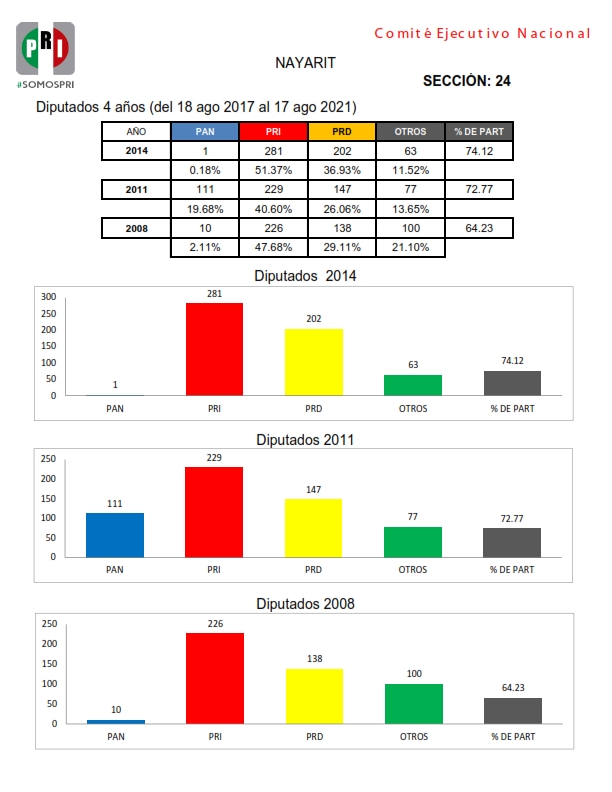 Comité Ejecutivo Nacional
PRI
#SOMOSPRI
NAYARIT
SECCIÓN: 24
Diputados 4 años (del 18 ago 2017 al 17 ago 2021)
AÑO PAN PRI PRD OTROS % DE PART
2014 1 281 202 63 74.12
0.18% 51.37% 36.93% 11.52%
2011 111 229 147 77 72.77
19.68% 40.60% 26.06% 13.65%
2008 10 226 138 100 64.23
2.11% 47.68% 29.11% 21.10%
Diputados 2014
300
250
200
150
100
50
0
1 281 202 63 74.12
PAN PRI PRD OTROS % DE PART
Diputados 2011
250
200
150
100
50
0
111 229 147 77 72.77
PAN PRI PRD OTROS % DE PART
Diputados 2008
250
200
150
100
50
0
10 226 138 100 64.23
PAN PRI PRD OTROS % DE PART